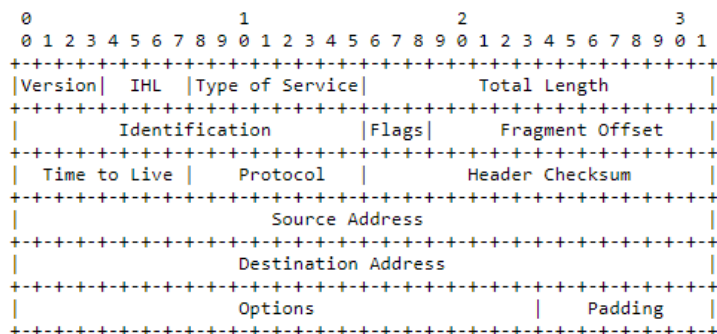 0                   1                   2                   3
0 1 2 3 4 5 6 7 8 9 0 1 2 3 4 5 6 7 8 9 0 1 2 3 4 5 6 7 8 9 0 1
+-+-+-+-+-+-+-+-+-+-+-+-+-+-+-+-+-+-+-+-+-+-+-+-+-+-+-+-+-+-+-+-+
|Version|  IHL  |Type of Service|          Total Length         |
+-+-+-+-+-+-+-+-+-+-+-+-+-+-+-+-+-+-+-+-+-+-+-+-+-+-+-+-+-+-+-+-+
|         Identification        |Flags|      Fragment Offset    |
+-+-+-+-+-+-+-+-+-+-+-+-+-+-+-+-+-+-+-+-+-+-+-+-+-+-+-+-+-+-+-+-+
|  Time to Live |    Protocol   |         Header Checksum       |
+-+-+-+-+-+-+-+-+-+-+-+-+-+-+-+-+-+-+-+-+-+-+-+-+-+-+-+-+-+-+-+-+
|                       Source Address                          |
+-+-+-+-+-+-+-+-+-+-+-+-+-+-+-+-+-+-+-+-+-+-+-+-+-+-+-+-+-+-+-+-+
|                    Destination Address                        |
+-+-+-+-+-+-+-+-+-+-+-+-+-+-+-+-+-+-+-+-+-+-+-+-+-+-+-+-+-+-+-+-+
|                    Options                    |    Padding    |
+-+-+-+-+-+-+-+-+-+-+-+-+-+-+-+-+-+-+-+-+-+-+-+-+-+-+-+-+-+-+-+-+